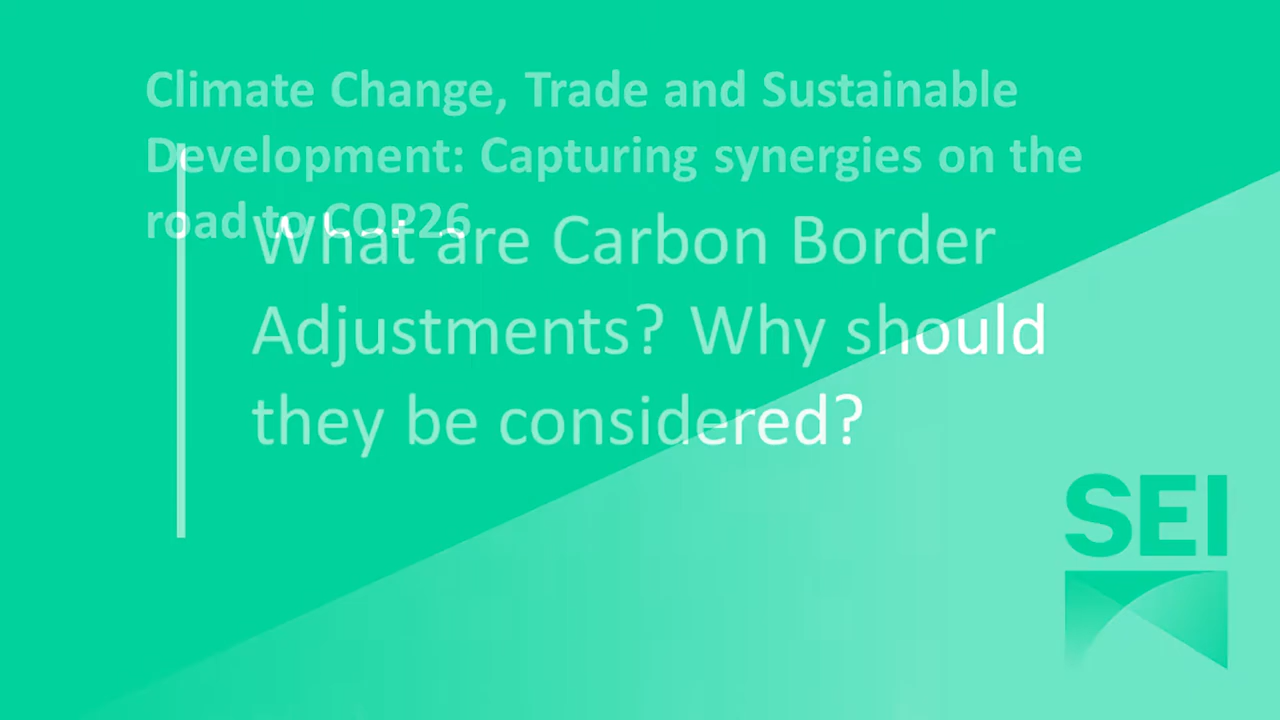 Climate Change, Trade and Sustainable
Development: Capturing synergies on the
road to COP26
What are Carbon Border
Adjustments? Why should
they be considered?
SEI